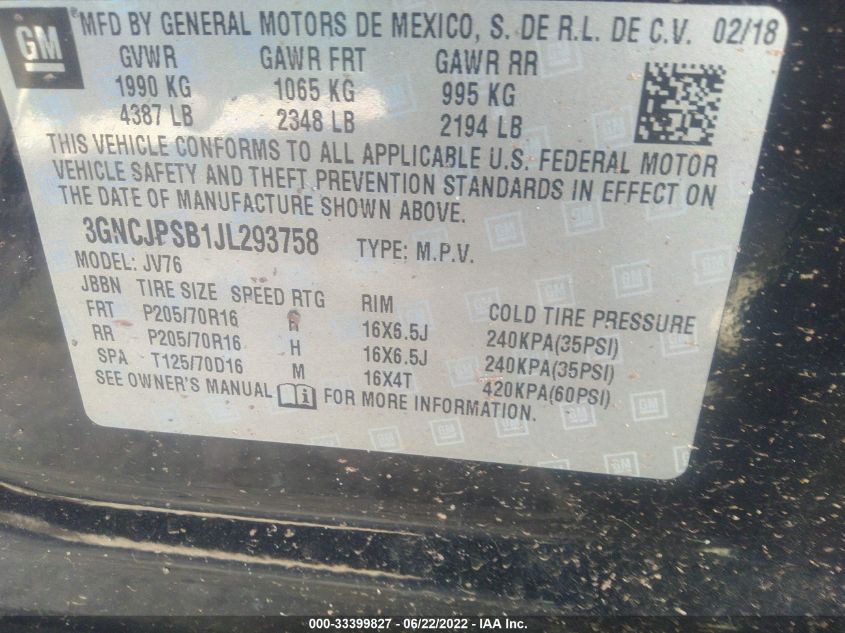 GM MFD BY GENERAL MOTORS DE MEXICO, S. DE R.L. DE C.V. 02/18
GVWR GAWR FRT GAWR RR
1990 KG 1065 KG 995 KG
4387 LB 2348 LB 2194 LB
THIS VEHICLE CONFORMS TO ALL APPLICABLE U.S. FEDERAL MOTOR
VEHICLE SAFETY AND THEFT PREVENTION STANDARDS IN EFFECT ON
THE DATE OF MANUFACTURE SHOWN ABOVE.
3GNCJPSB1JL293758 TYPE: M.P.V.
MODEL: JV76
JBBN TIRE SIZE SPEED RTG RIM COLD TIRE PRESSURE
FRT P205/70R16 16X6.5J 240KPA(35PSI)
RR P205/70R16 H 16X6.5J 240KPA(35PSI)
SPA T125/70D16 M 16X4T 420KPA(60PSI)
SEE OWNER'S MANUAL FOR MORE INFORMATION.
000-33399827 - 06/22/2022 - IAA Inc.